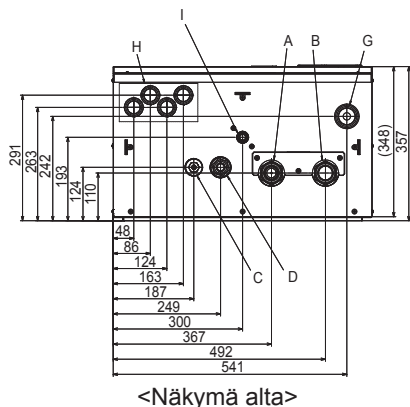 I
H
A
B
G
291
263
242
193
124
110
(348)
357
48
86
124
163
187
249
300
367
492
541
C
D
<Näkymä alta>